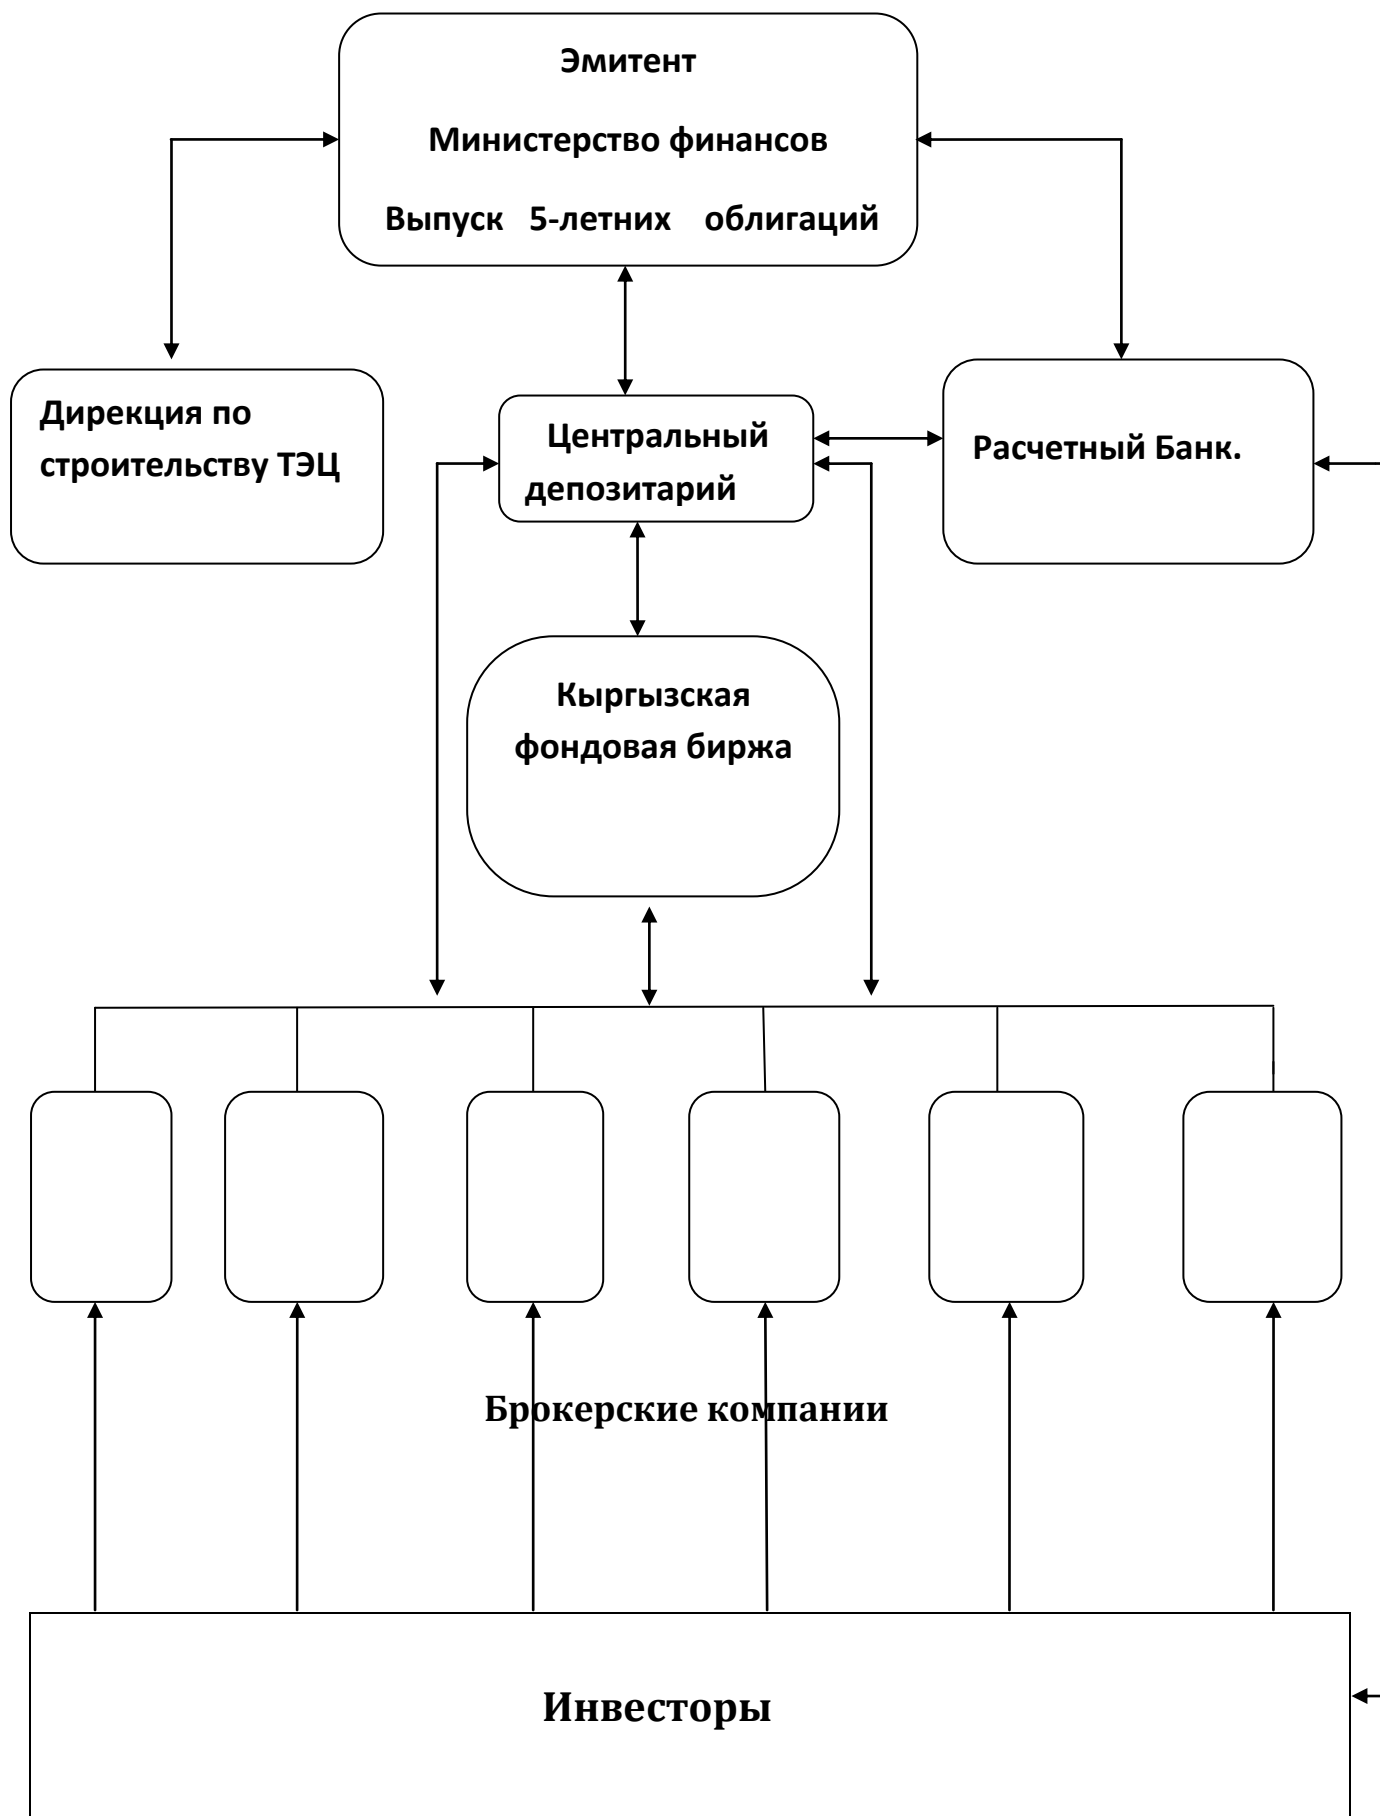 Эмитент
Министерство финансов
Выпуск 5-летних облигаций
Дирекция по
строительству ТЭЦ
Центральный
депозитарий
Расчетный Банк.
Кыргызская
фондовая биржа
Брокерские компании
Инвесторы